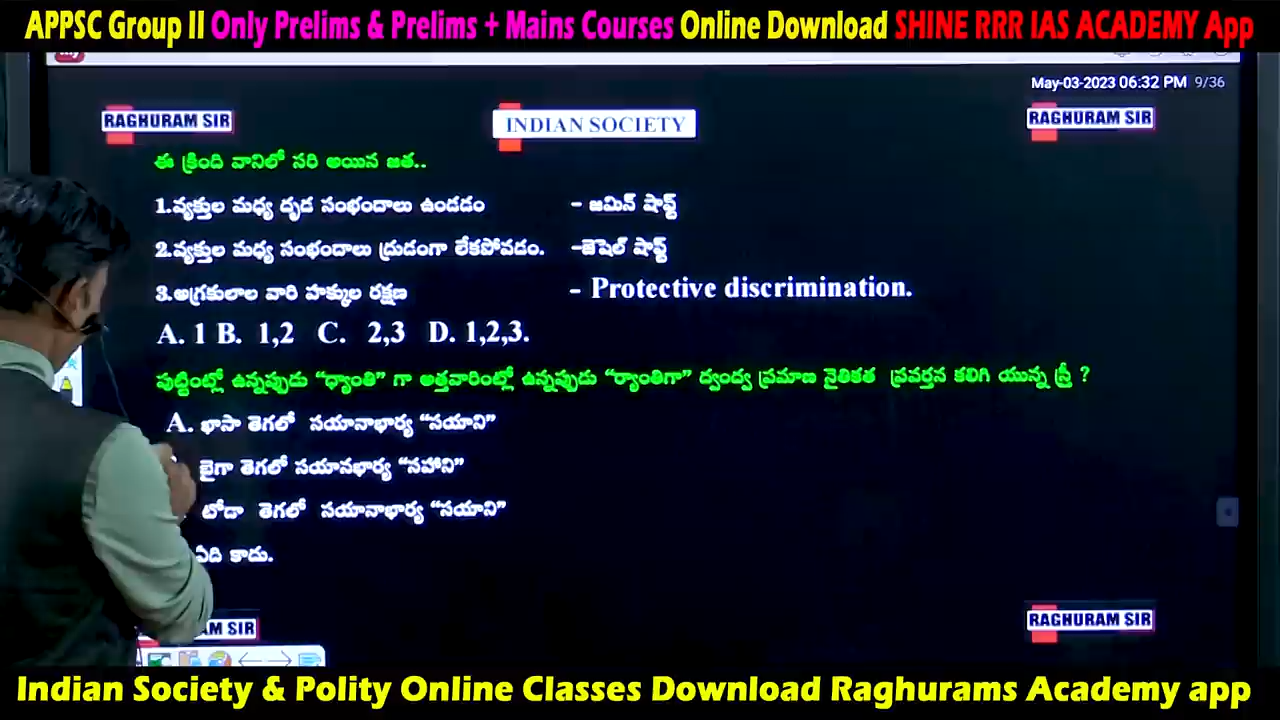 APPSC Group II Only Prelims & Prelims + Mains Courses Online Download SHINE RRR IAS ACADEMY App
May-03-2023 06:32 PM 9/36
RAGHURAM SIR INDIAN SOCIETY RAGHURAM SIR
ఈ క్రింది వానిలో సరి అయిన జత..
1.వ్యక్తుల మధ్య దృడ సంభందాలు ఉండడం - జమిన్ షాఫ్ట్
2.వ్యక్తుల మధ్య సంభందాలు ద్రుడంగా లేకపోవడం. -జెషెల్ షాఫ్ట్
3.అగ్రకులాల వారి హక్కుల రక్షణ - Protective discrimination.
A. 1 B. 1,2 C. 2,3 D. 1,2,3.
పుట్టింట్లో ఉన్నప్పుడు “ధ్యాంతి” గా అత్తవారింట్లో ఉన్నప్పుడు “ర్యాంతిగా” ద్వంద్వ ప్రమాణ నైతికత ప్రవర్తన కలిగి యున్న స్త్రీ ?
A. ఖాసా తెగలో సయానాభార్య “సయాని”
బైగా తెగలో సయానభార్య “నహాని”
టోడా తెగలో సయానాభార్య “సయాని”
ఏది కాదు.
AM SIR RAGHURAM SIR
Indian Society & Polity Online Classes Download Raghurams Academy app